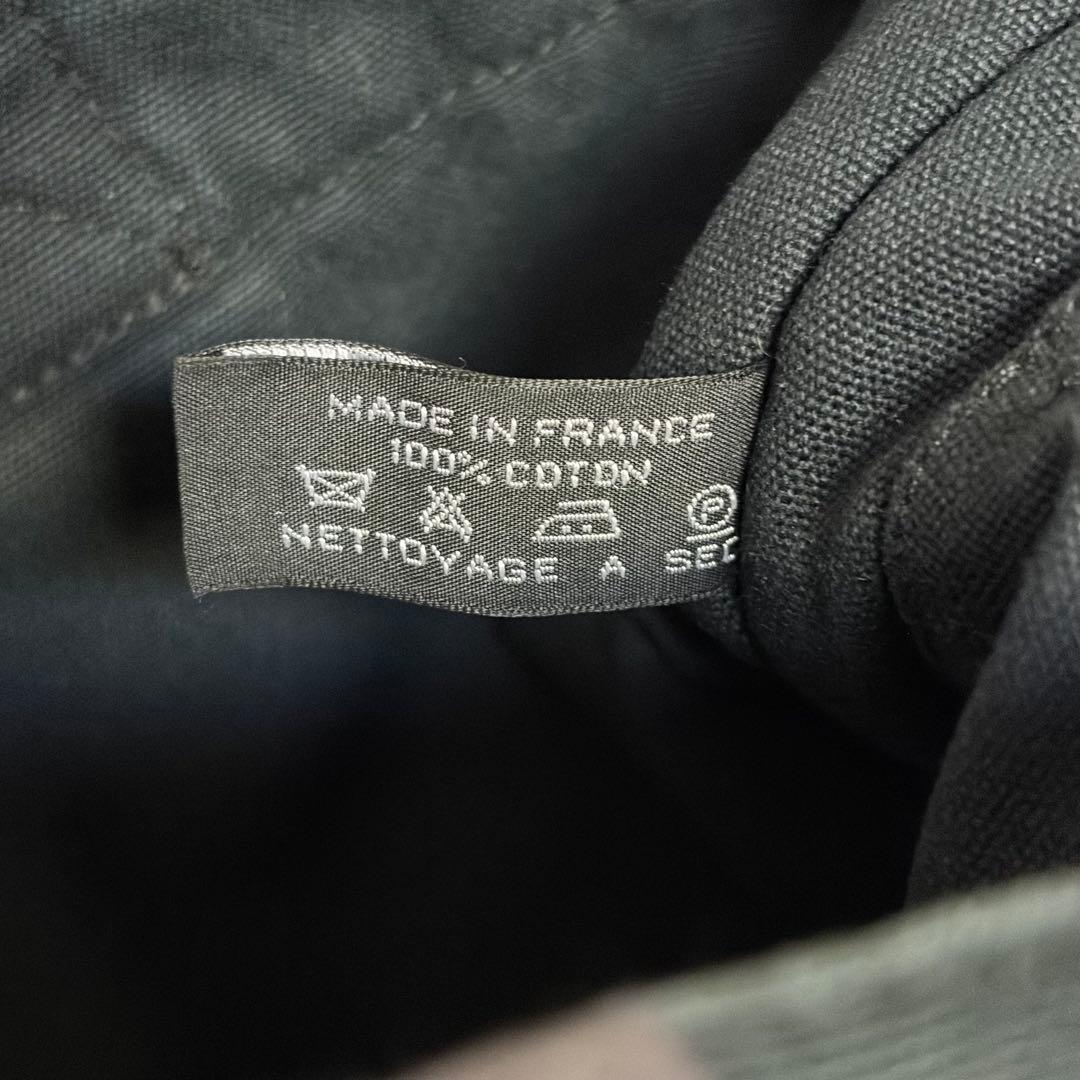 MADE IN FRANCE
100% COTON
P
NETTOYAGE A SEC